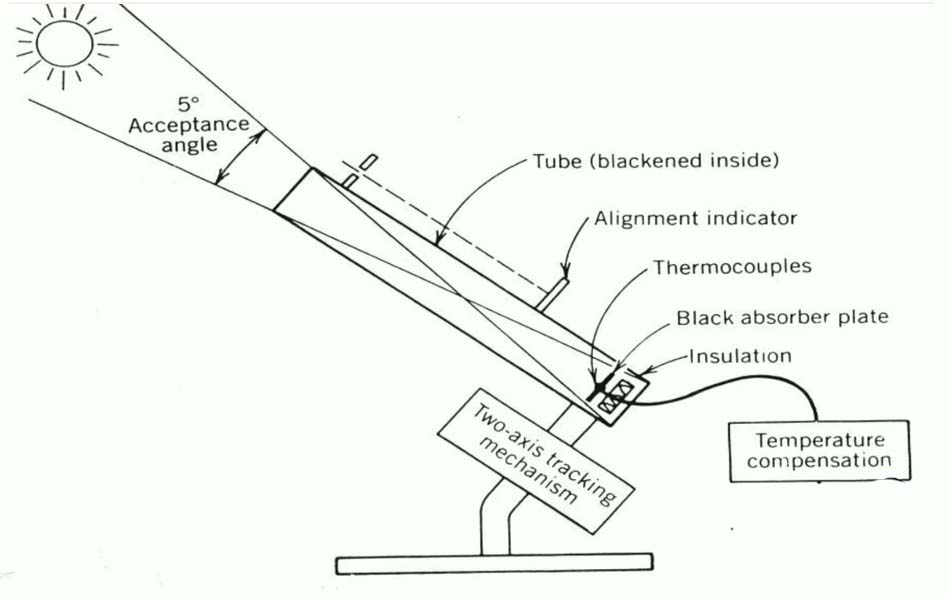 5°
Acceptance
angle
Tube (blackened inside)
Alignment indicator
Thermocouples
Black absorber plate
Insulation
Two-axis tracking
mechanism
Temperature
compensation